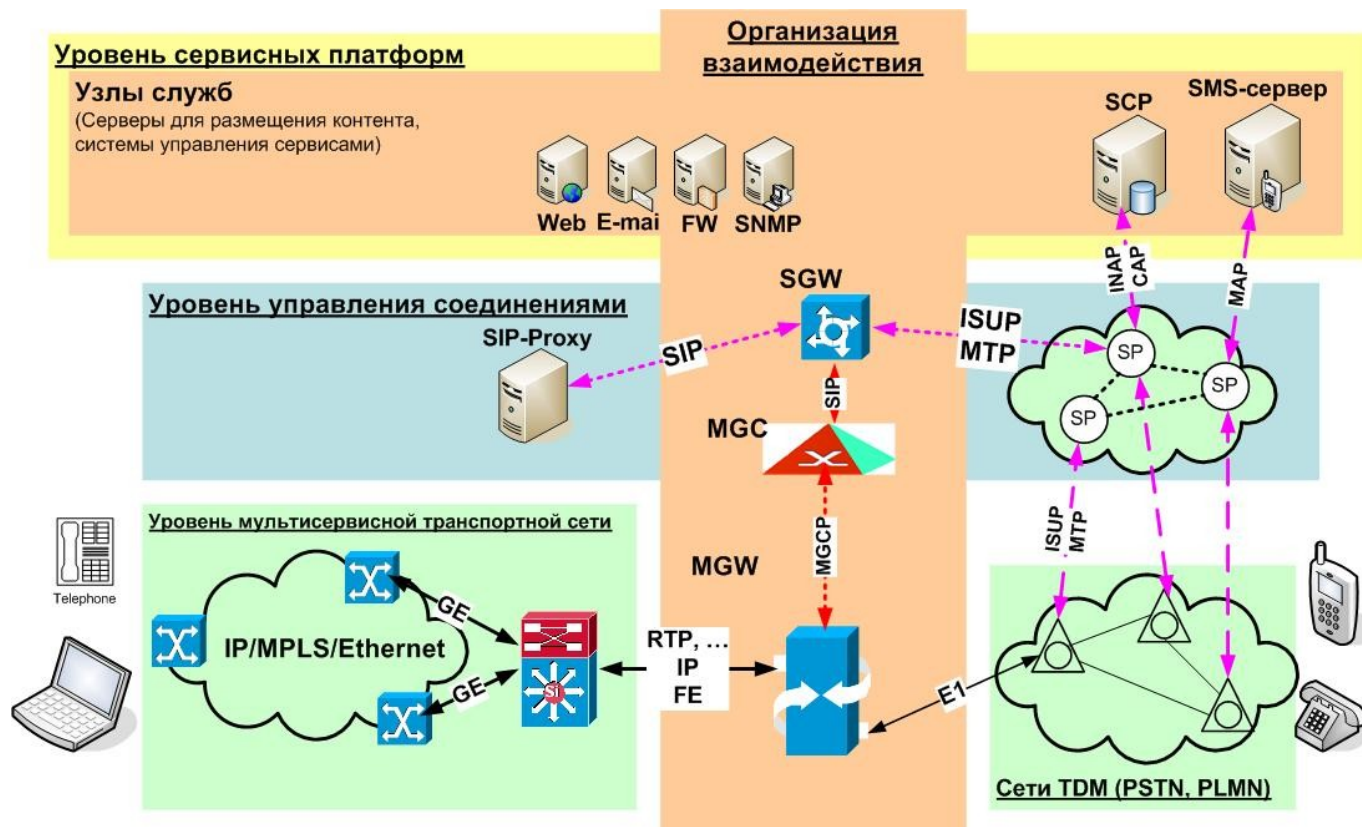 Организация
взаимодействия
Уровень сервисных платформ
Узлы служб
(Серверы для размещения контента,
системы управления сервисами)
Web
E-mai
FW
SNMP
SCP
SMS-сервер
INAP
CAP
MAP
Уровень управления соединениями
SIP-Proxy
SIP
SGW
ISUP
MTP
SP
SP
SP
SIP
MGC
MGCP
MGW
Уровень мультисервисной транспортной сети
Telephone
IP/MPLS/Ethernet
GE
GE
Si
RTP, ...
IP
FE
E1
ISUP
MTP
Сети TDM (PSTN, PLMN)